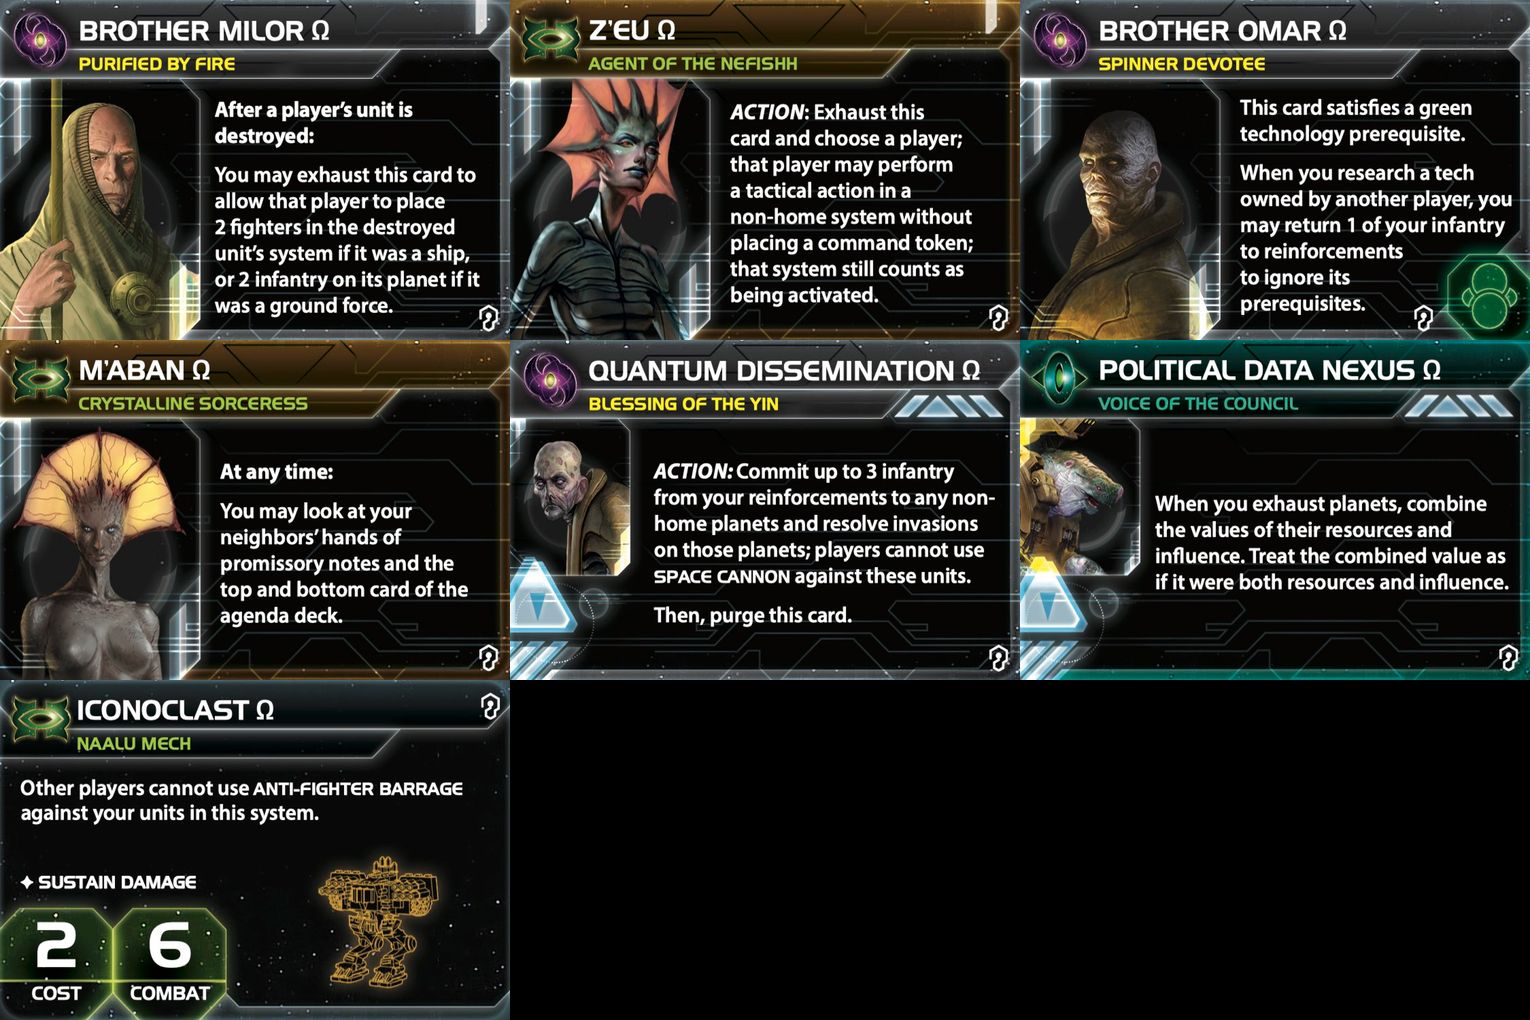 BROTHER MILOR Ω
PURIFIED BY FIRE
After a player's unit is
destroyed:
You may exhaust this card to
allow that player to place
2 fighters in the destroyed
unit's system if it was a ship,
or 2 infantry on its planet if it
was a ground force.
Z'EU Ω
AGENT OF THE NEFISHH
ACTION: Exhaust this
card and choose a player;
that player may perform
a tactical action in a
non-home system without
placing a command token;
that system still counts as
being activated.
BROTHER OMAR Ω
SPINNER DEVOTEE
This card satisfies a green
technology prerequisite.
When you research a tech
owned by another player, you
may return 1 of your infantry
to reinforcements
to ignore its
prerequisites.
M'ABAN Ω
CRYSTALLINE SORCERESS
At any time:
You may look at your
neighbors' hands of
promissory notes and the
top and bottom card of the
agenda deck.
QUANTUM DISSEMINATION Ω
BLESSING OF THE YIN
ACTION: Commit up to 3 infantry
from your reinforcements to any non-
home planets and resolve invasions
on those planets; players cannot use
SPACE CANNON against these units.
Then, purge this card.
POLITICAL DATA NEXUS Ω
VOICE OF THE COUNCIL
When you exhaust planets, combine
the values of their resources and
influence. Treat the combined value as
if it were both resources and influence.
ICONOCLAST Ω
NAALU MECH
Other players cannot use ANTI-FIGHTER BARRAGE
against your units in this system.
✦ SUSTAIN DAMAGE
2 6
COST COMBAT